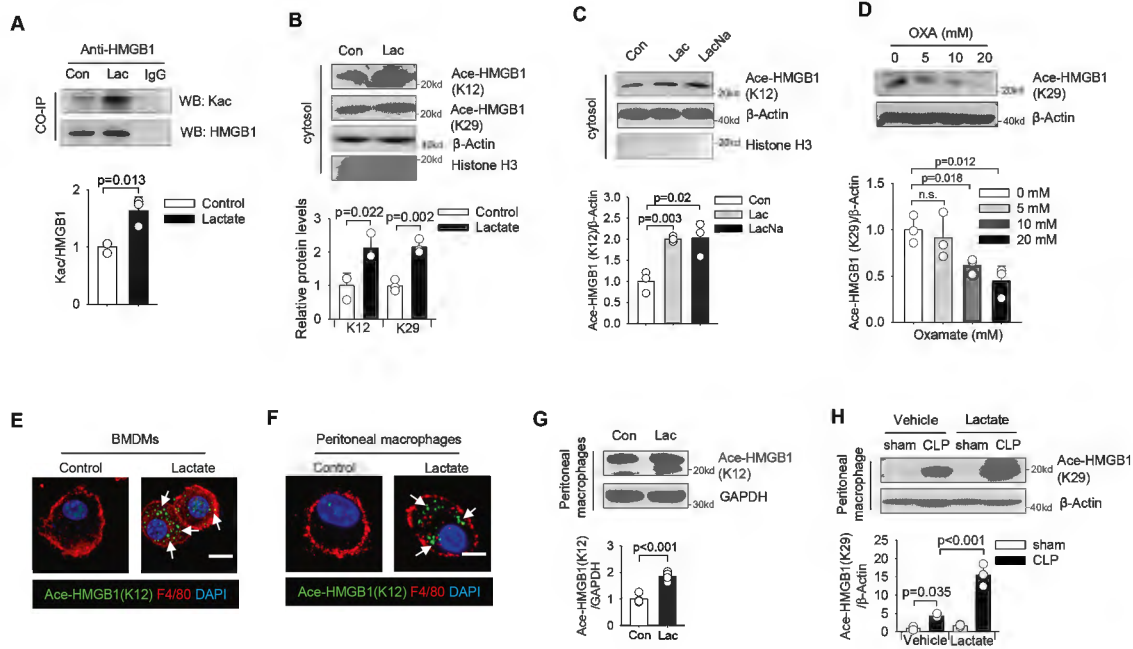 A
Anti-HMGB1
Con Lac IgG
CO-IP
WB: Kac
WB: HMGB1
Kac/HMGB1
p=0.013
Control
Lactate
2
1
0
B
Con Lac
cytosol
Ace-HMGB1
(K12)
20kd
Ace-HMGB1
(K29)
20kd
β-Actin
20kd
Histone H3
Relative protein levels
p=0.022
p=0.002
Control
Lactate
4
3
2
1
0
K12 K29
C
Con Lac LacNa
cytosol
Ace-HMGB1
(K12)
20kd
β-Actin
40kd
Histone H3
20kd
Ace-HMGB1 (K12)/β-Actin
p=0.02
p=0.003
Con
Lac
LacNa
3.0
2.5
2.0
1.5
1.0
0.5
0.0
D
OXA (mM)
0 5 10 20
Ace-HMGB1
(K29)
20kd
β-Actin
40kd
Ace-HMGB1 (K29)/β-Actin
p=0.012
p=0.018
n.s.
0 mM
5 mM
10 mM
20 mM
1.5
1.0
0.5
0.0
Oxamate (mM)
E
BMDMs
Control Lactate
Ace-HMGB1(K12) F4/80 DAPI
F
Peritoneal macrophages
Control Lactate
Ace-HMGB1(K12) F4/80 DAPI
G
Con Lac
Peritoneal
macrophages
Ace-HMGB1
(K12)
20kd
GAPDH
30kd
Ace-HMGB1(K12)
/GAPDH
p<0.001
3
2
1
0
Con Lac
H
Vehicle Lactate
sham CLP sham CLP
Peritoneal
macrophage
Ace-HMGB1
(K29)
20kd
β-Actin
40kd
Ace-HMGB1(K29)
/β-Actin
p<0.001
p=0.035
sham
CLP
25
20
15
10
5
0
Vehicle Lactate